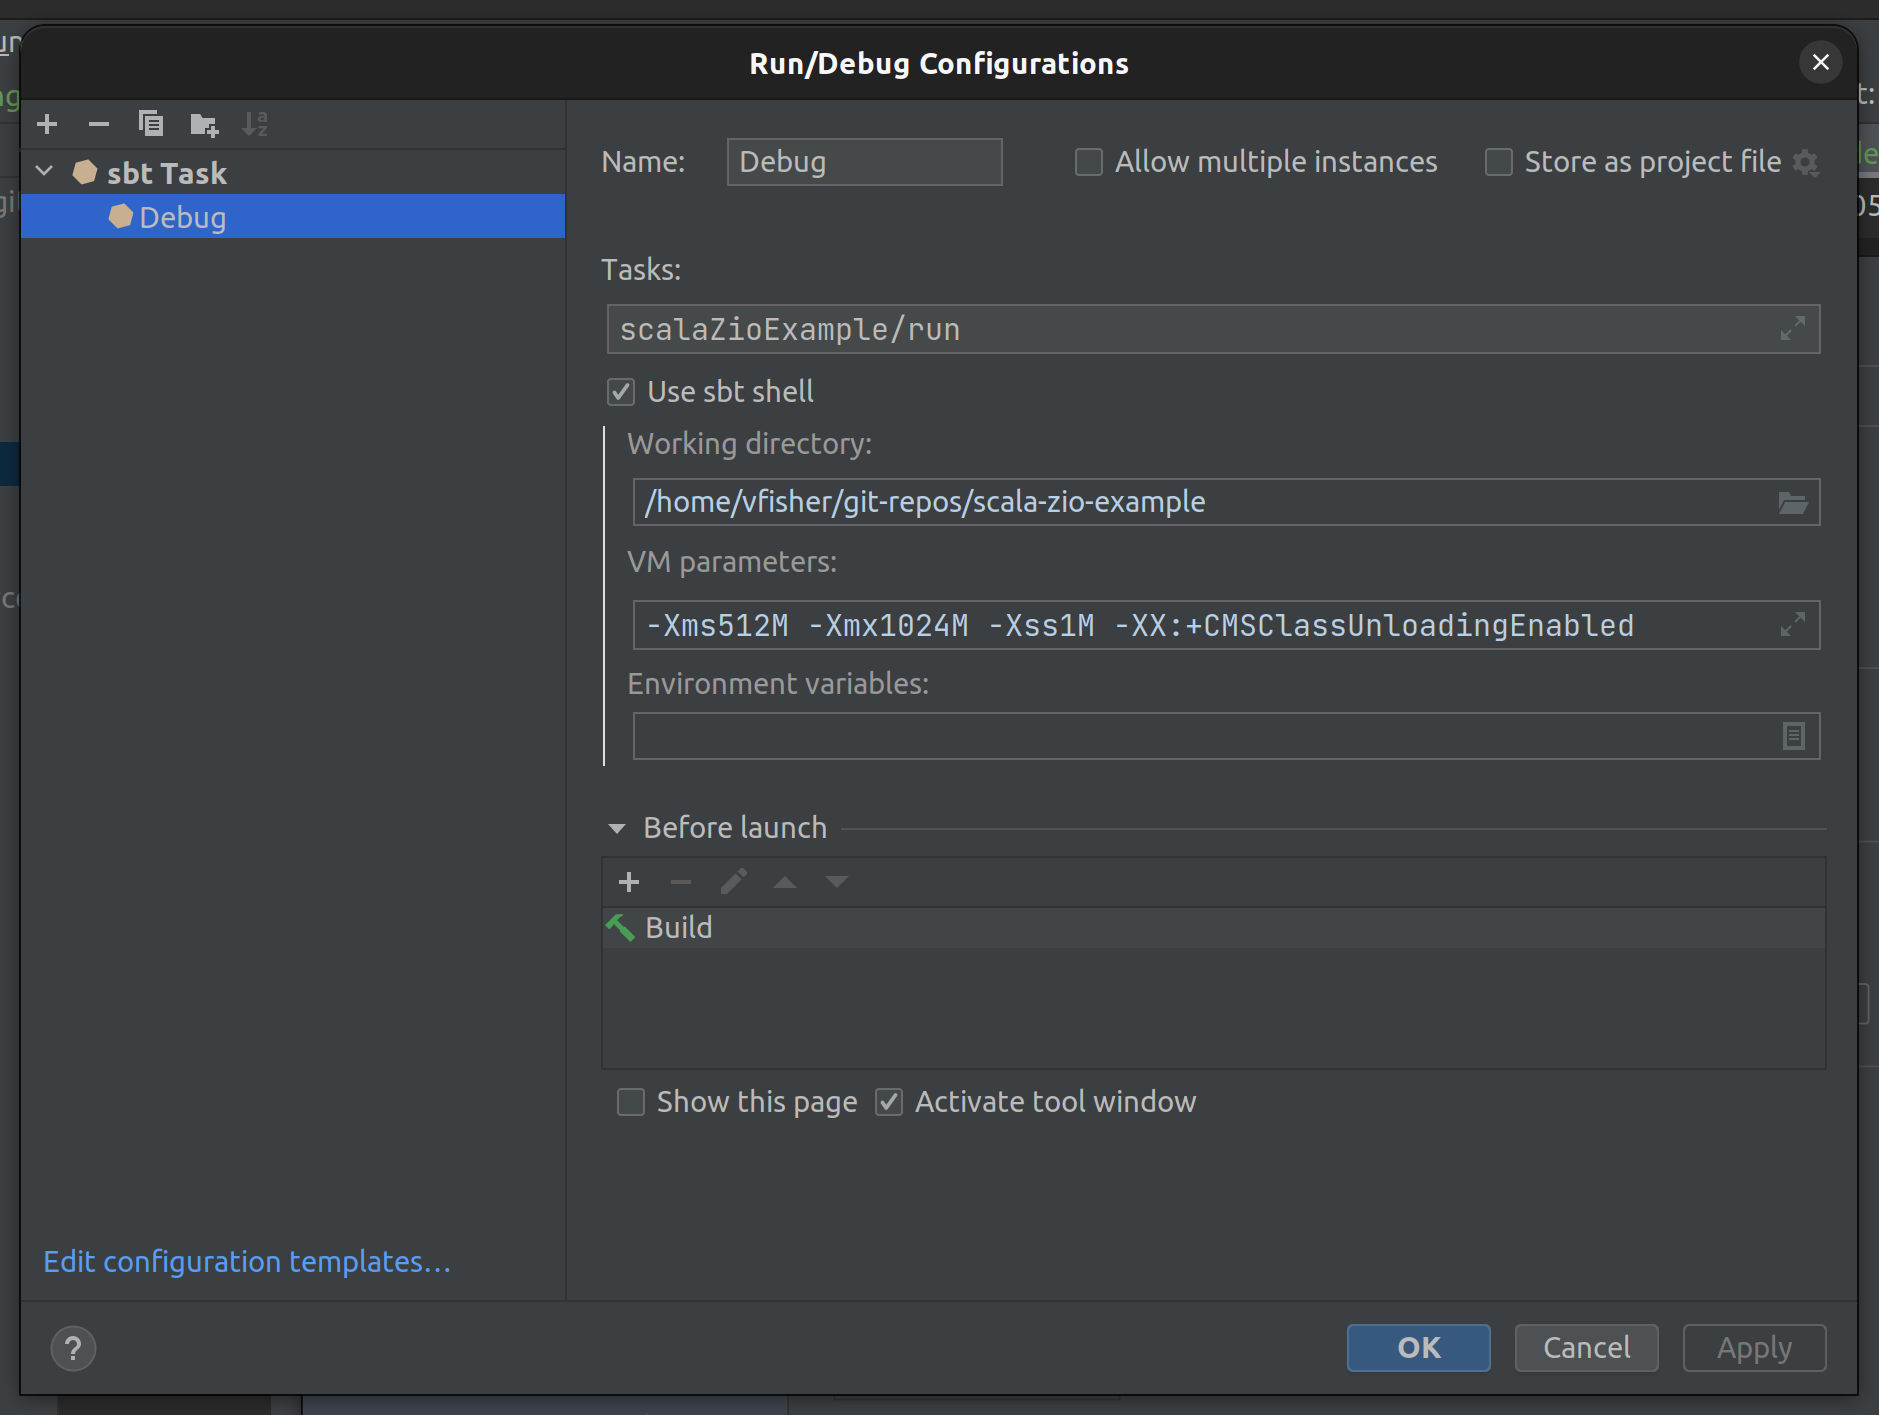 Run/Debug Configurations
sbt Task
Debug
Name: Debug
Allow multiple instances
Store as project file
Tasks:
scalaZioExample/run
Use sbt shell
Working directory:
/home/vfisher/git-repos/scala-zio-example
VM parameters:
-Xms512M -Xmx1024M -Xss1M -XX:+CMSClassUnloadingEnabled
Environment variables:
Before launch
Build
Show this page
Activate tool window
Edit configuration templates...
?
OK
Cancel
Apply